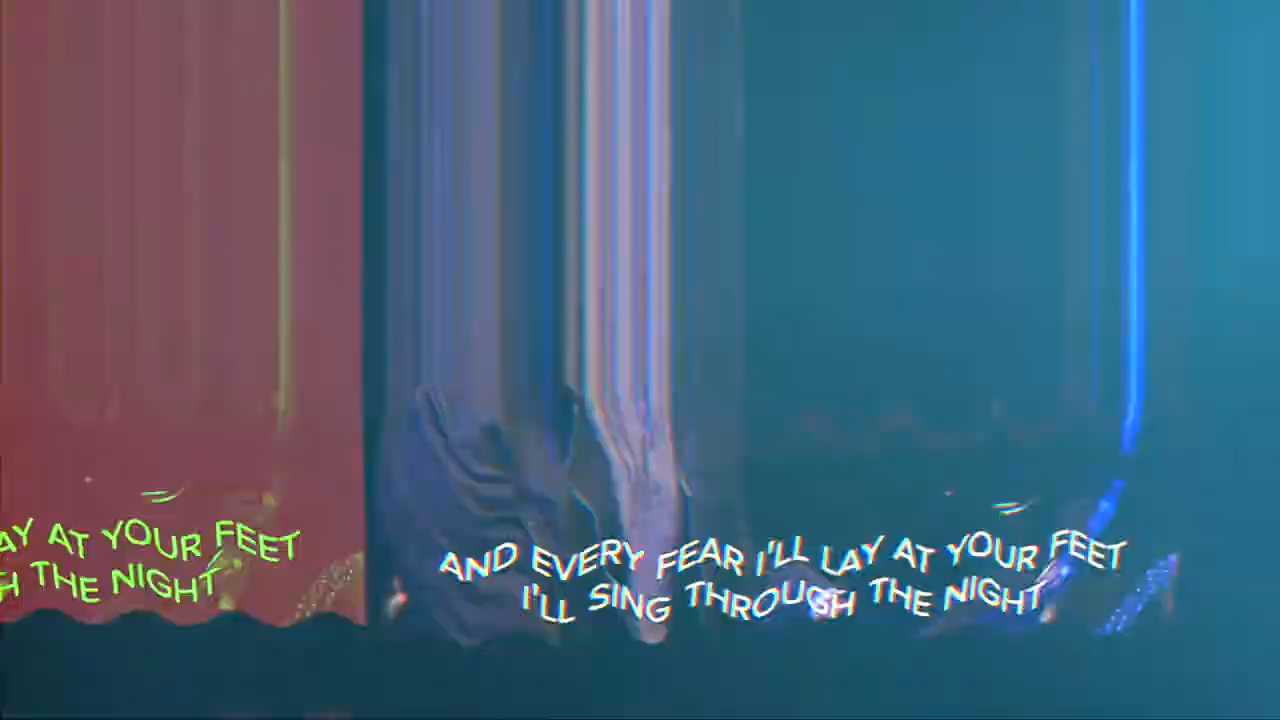 AY AT YOUR FEET
H THE NIGHT
AND EVERY FEAR I'LL LAY AT YOUR FEET
I'LL SING THROUGH THE NIGHT